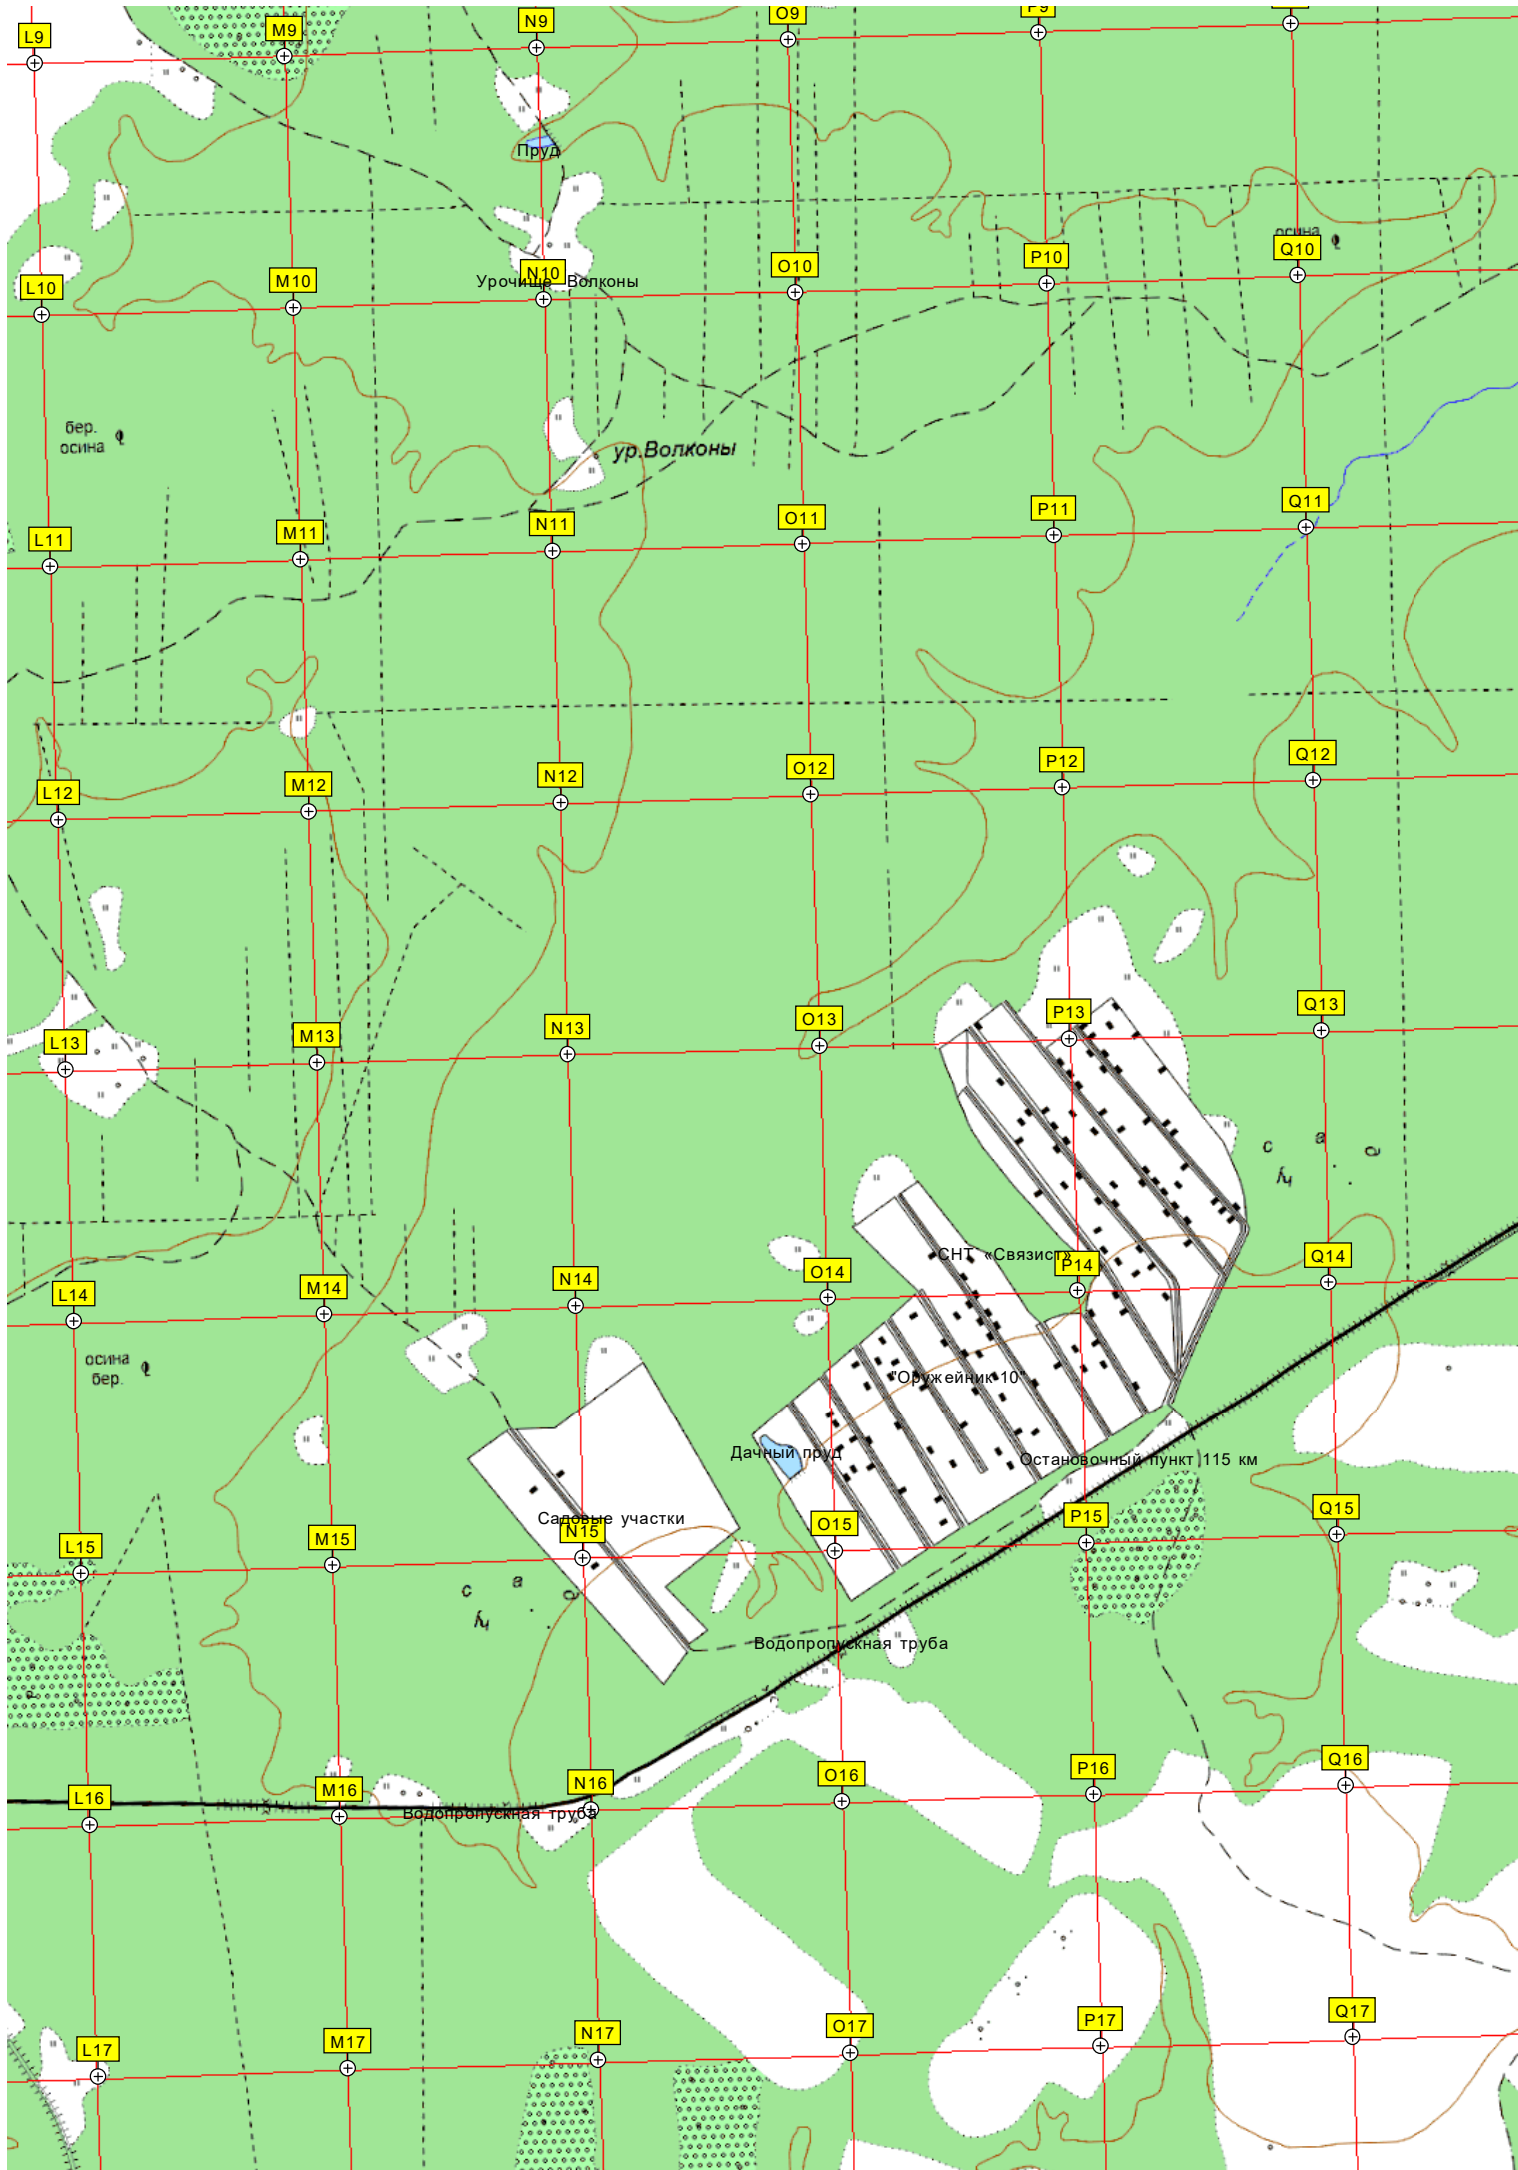 L9
M9
N9
O9
P9
Пруд
осина
L10
M10
N10
O10
P10
Q10
Урочище Волконы
бер.
осина
ур.Волконы
L11
M11
N11
O11
P11
Q11
L12
M12
N12
O12
P12
Q12
L13
M13
N13
O13
P13
Q13
с а д
СНТ «Связист»
L14
M14
N14
O14
P14
Q14
осина
бер.
"Оружейник 10"
Дачный пруд
Остановочный пункт 115 км
Садовые участки
L15
M15
N15
O15
P15
Q15
с а д
Водопропускная труба
L16
M16
N16
O16
P16
Q16
Водопропускная труба
L17
M17
N17
O17
P17
Q17